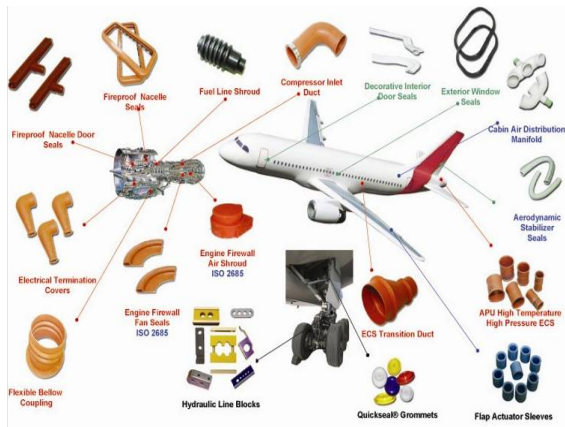 Fireproof Nacelle
Seals
Fuel Line Shroud
Compressor Inlet
Duct
Decorative Interior
Door Seals
Exterior Window
Seals
Cabin Air Distribution
Manifold
Fireproof Nacelle Door
Seals
Aerodynamic
Stabilizer
Seals
Electrical Termination
Covers
Engine Firewall
Air Shroud
ISO 2685
Engine Firewall
Fan Seals
ISO 2685
ECS Transition Duct
APU High Temperature
High Pressure ECS
Flexible Bellow
Coupling
Hydraulic Line Blocks
Quickseal® Grommets
Flap Actuator Sleeves